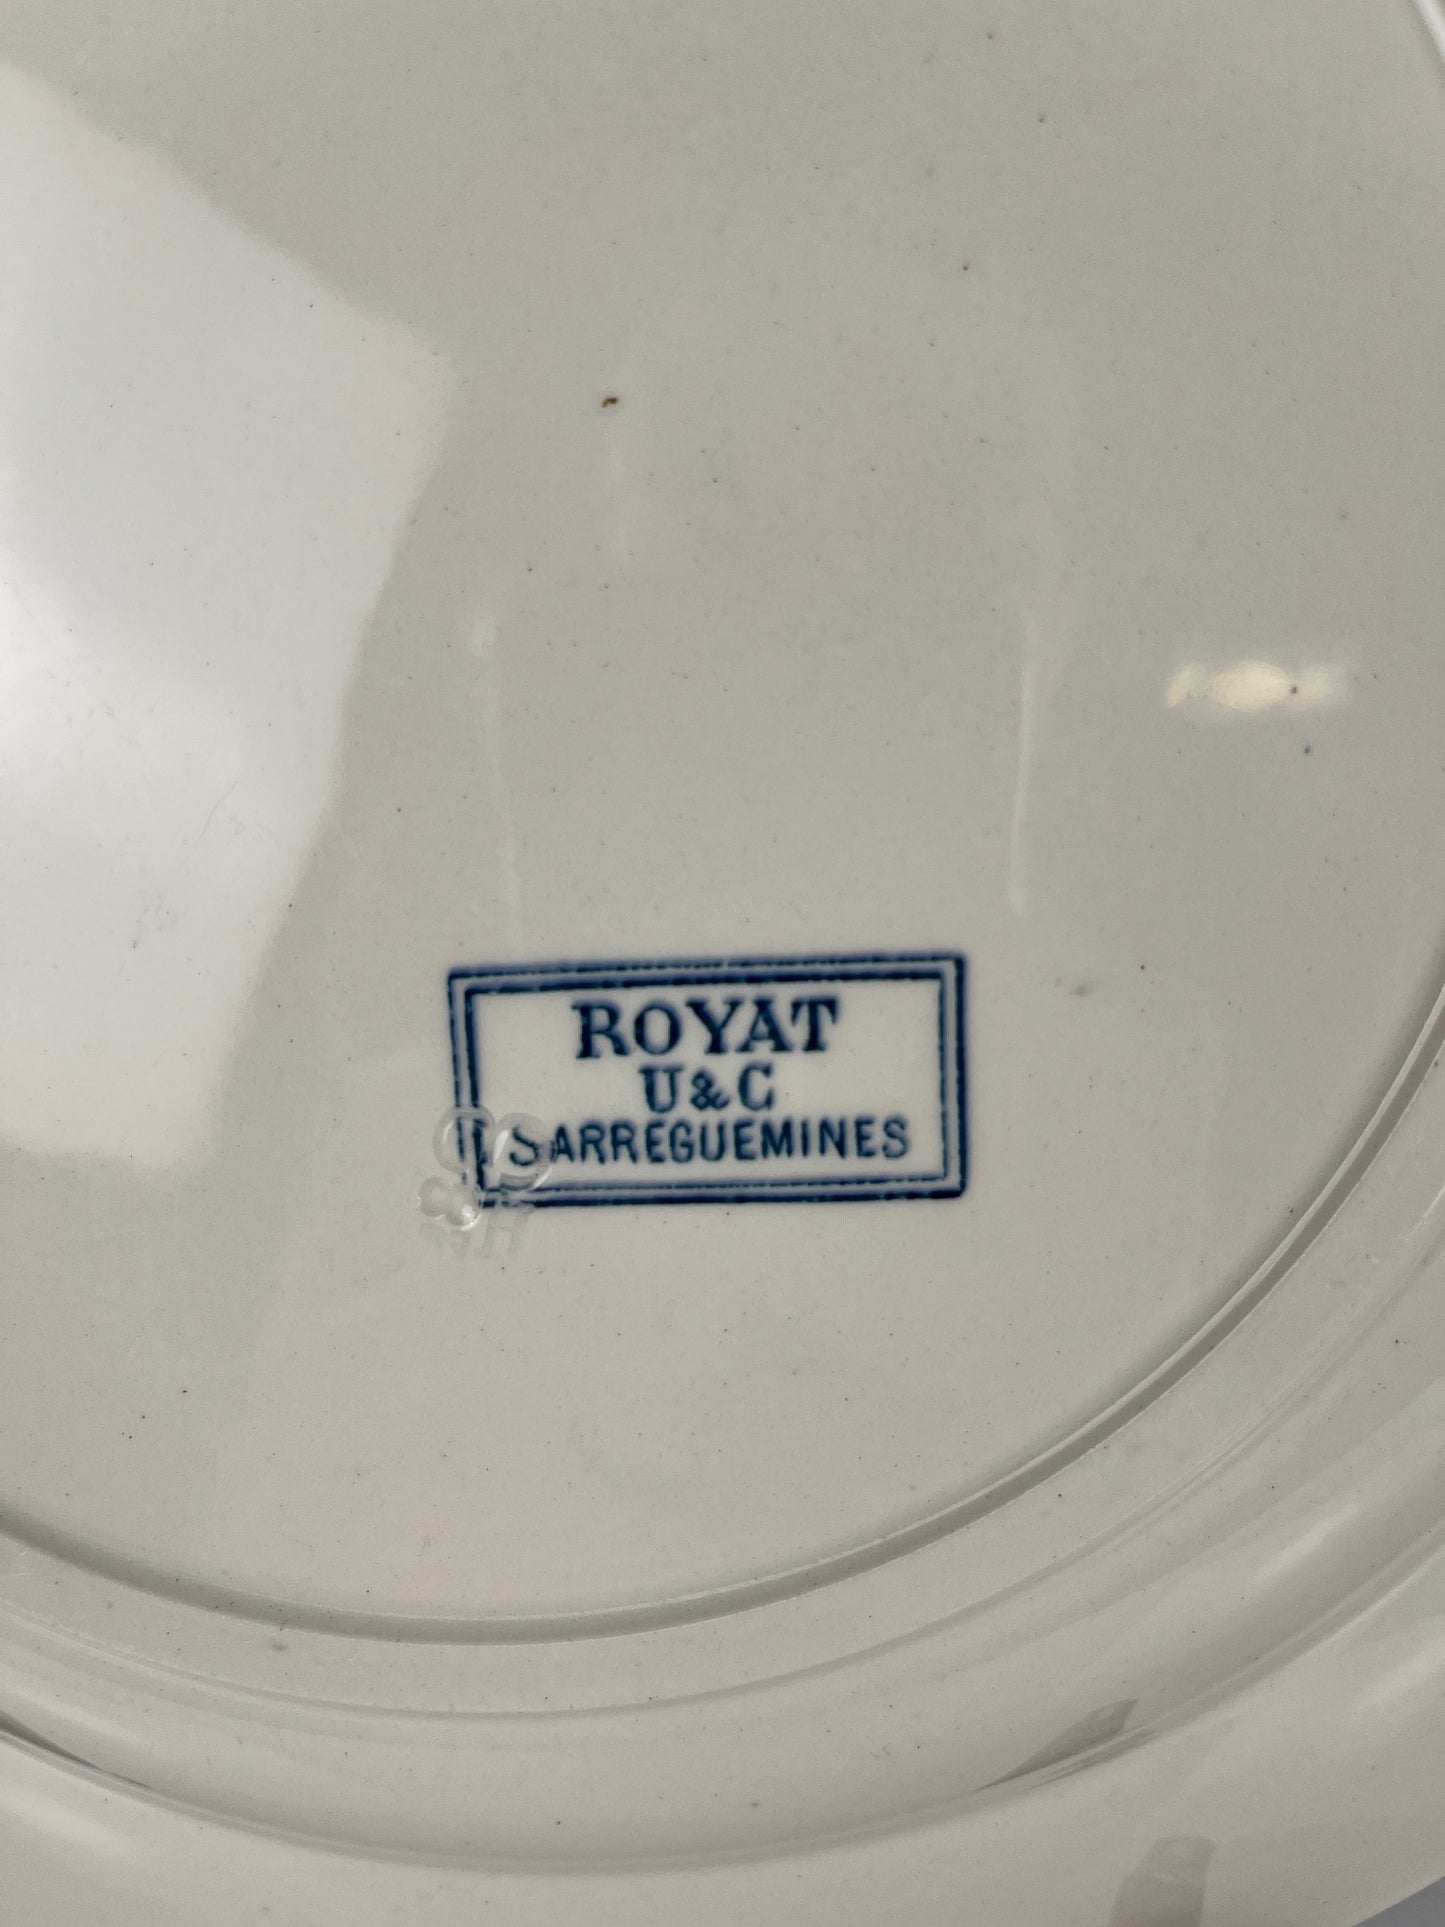 ROYAT
U & C
SARREGUEMINES